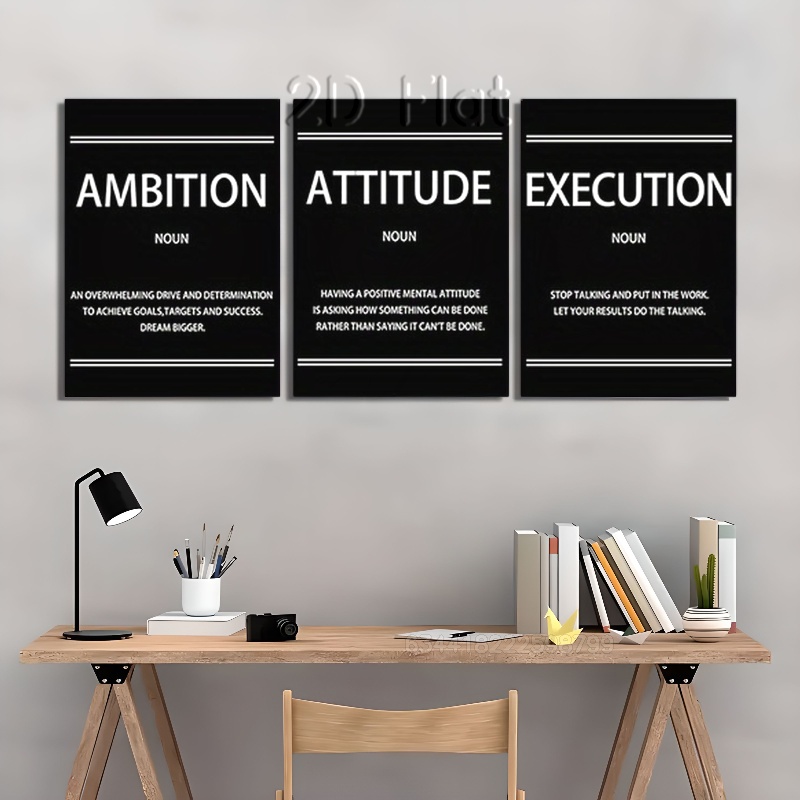 2D Flat
AMBITION
NOUN
AN OVERWHELMING DRIVE AND DETERMINATION
TO ACHIEVE GOALS,TARGETS AND SUCCESS.
DREAM BIGGER.
ATTITUDE
NOUN
HAVING A POSITIVE MENTAL ATTITUDE
IS ASKING HOW SOMETHING CAN BE DONE
RATHER THAN SAYING IT CAN'T BE DONE.
EXECUTION
NOUN
STOP TALKING AND PUT IN THE WORK.
LET YOUR RESULTS DO THE TALKING.